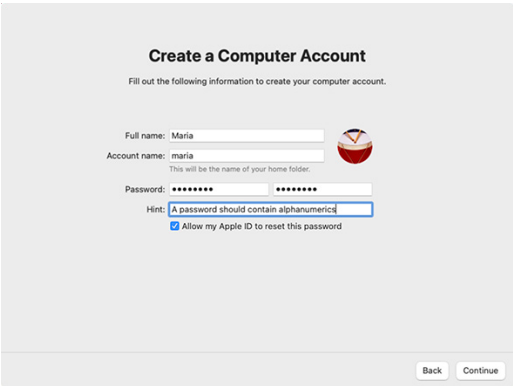 Create a Computer Account
Fill out the following information to create your computer account.
Full name: Maria
Account name: maria
This will be the name of your home folder.
Password: •••••••• ••••••••
Hint: A password should contain alphanumerics
Allow my Apple ID to reset this password
Back Continue